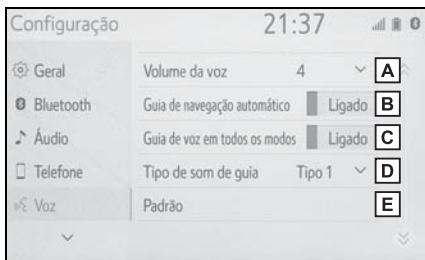 Configuração 21:37
Geral
Bluetooth
Áudio
Telefone
Voz
Volume da voz 4 A
Guia de navegação automático Ligado B
Guia de voz em todos os modos Ligado C
Tipo de som de guia Tipo 1 D
Padrão E